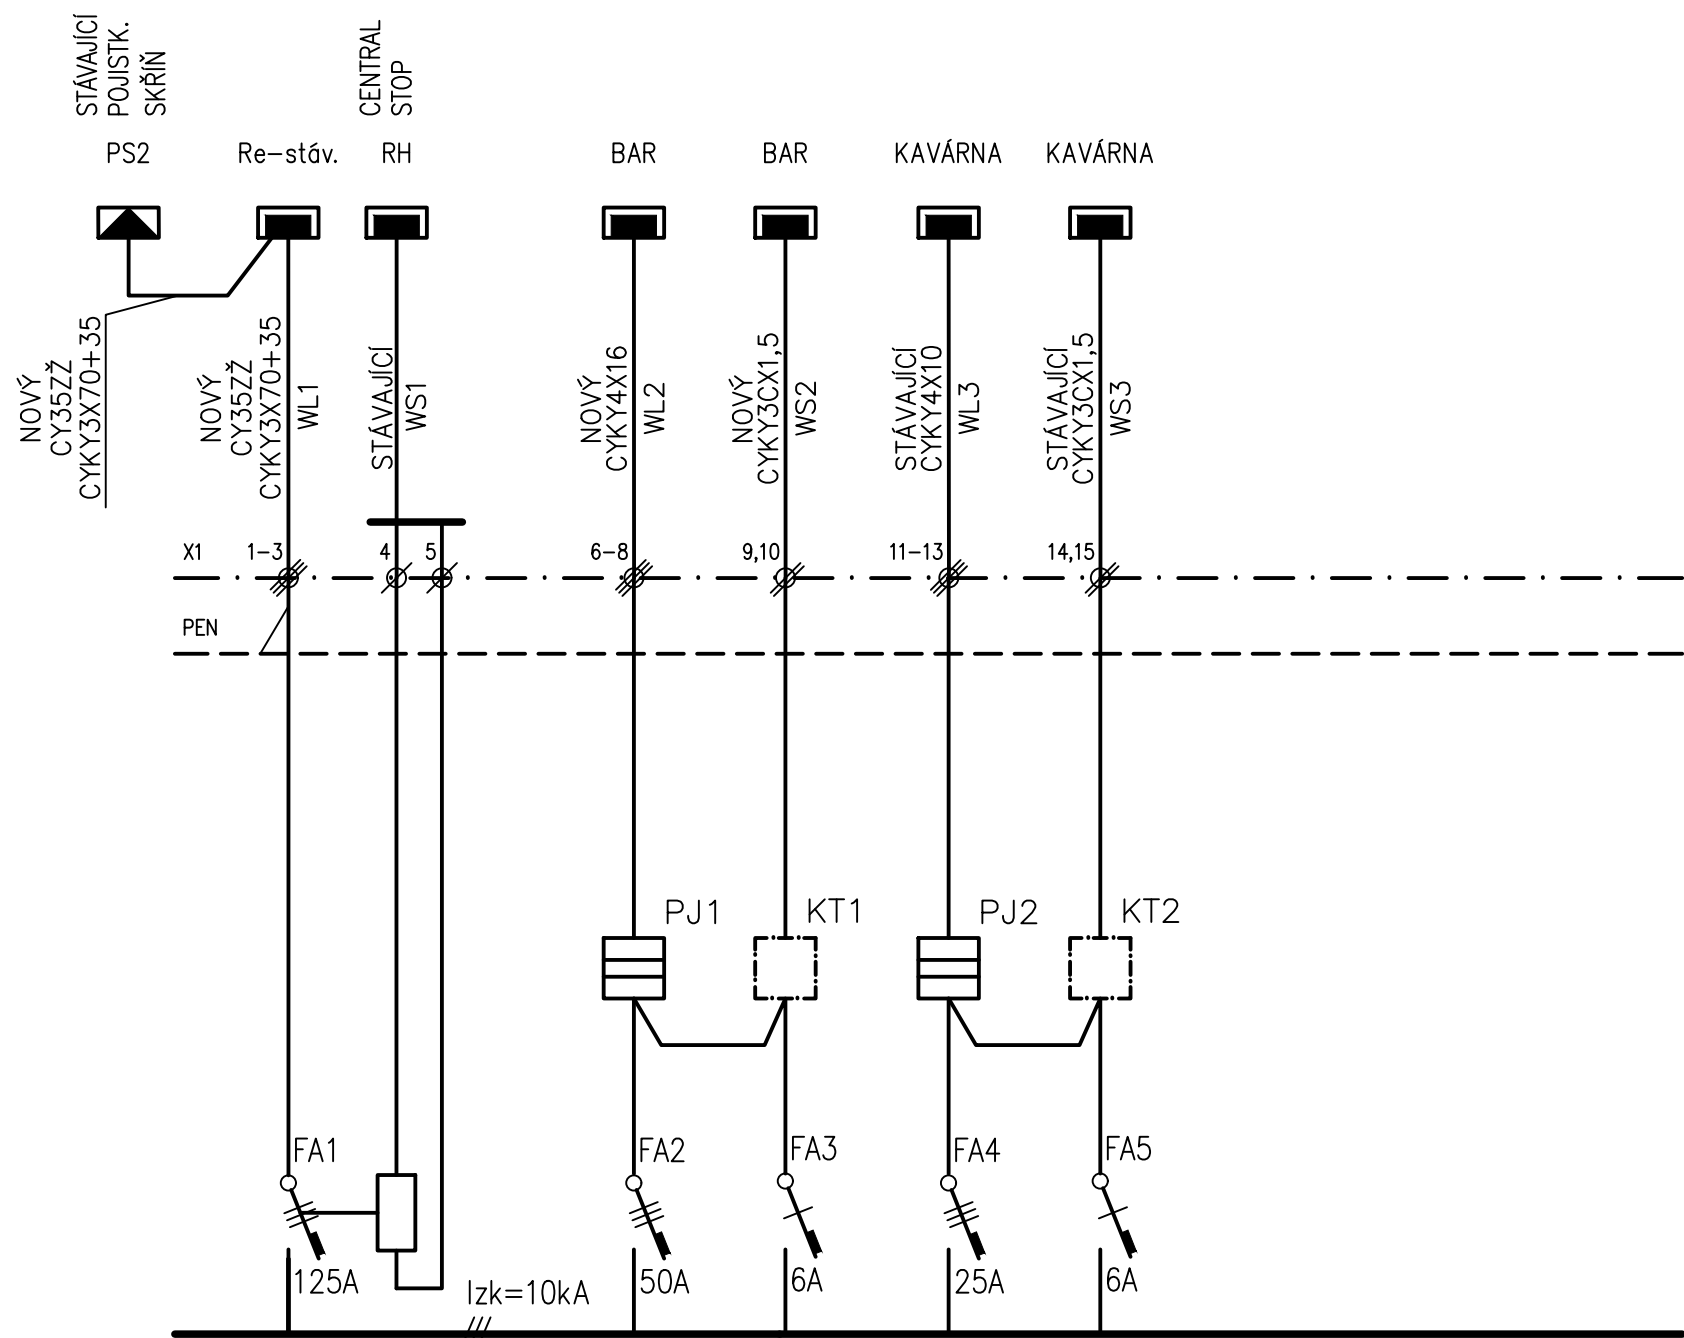 STÁVAJÍCÍ
POJISTK.
SKŘÍŇ
CENTRAL
STOP
PS2
Re-stáv.
RH
BAR
BAR
KAVÁRNA
KAVÁRNA
NOVÝ
CY35ZŽ
CYKY3X70+35
NOVÝ
CY35ZŽ
CYKY3X70+35
WL1
STÁVAJÍCÍ
WS1
NOVÝ
CYKY4X16
WL2
NOVÝ
CYKY3CX1,5
WS2
STÁVAJÍCÍ
CYKY4X10
WL3
STÁVAJÍCÍ
CYKY3CX1,5
WS3
X1
1-3
4
5
6-8
9,10
11-13
14,15
PEN
PJ1
KT1
PJ2
KT2
FA1
FA2
FA3
FA4
FA5
125A
Izk=10kA
50A
6A
25A
6A